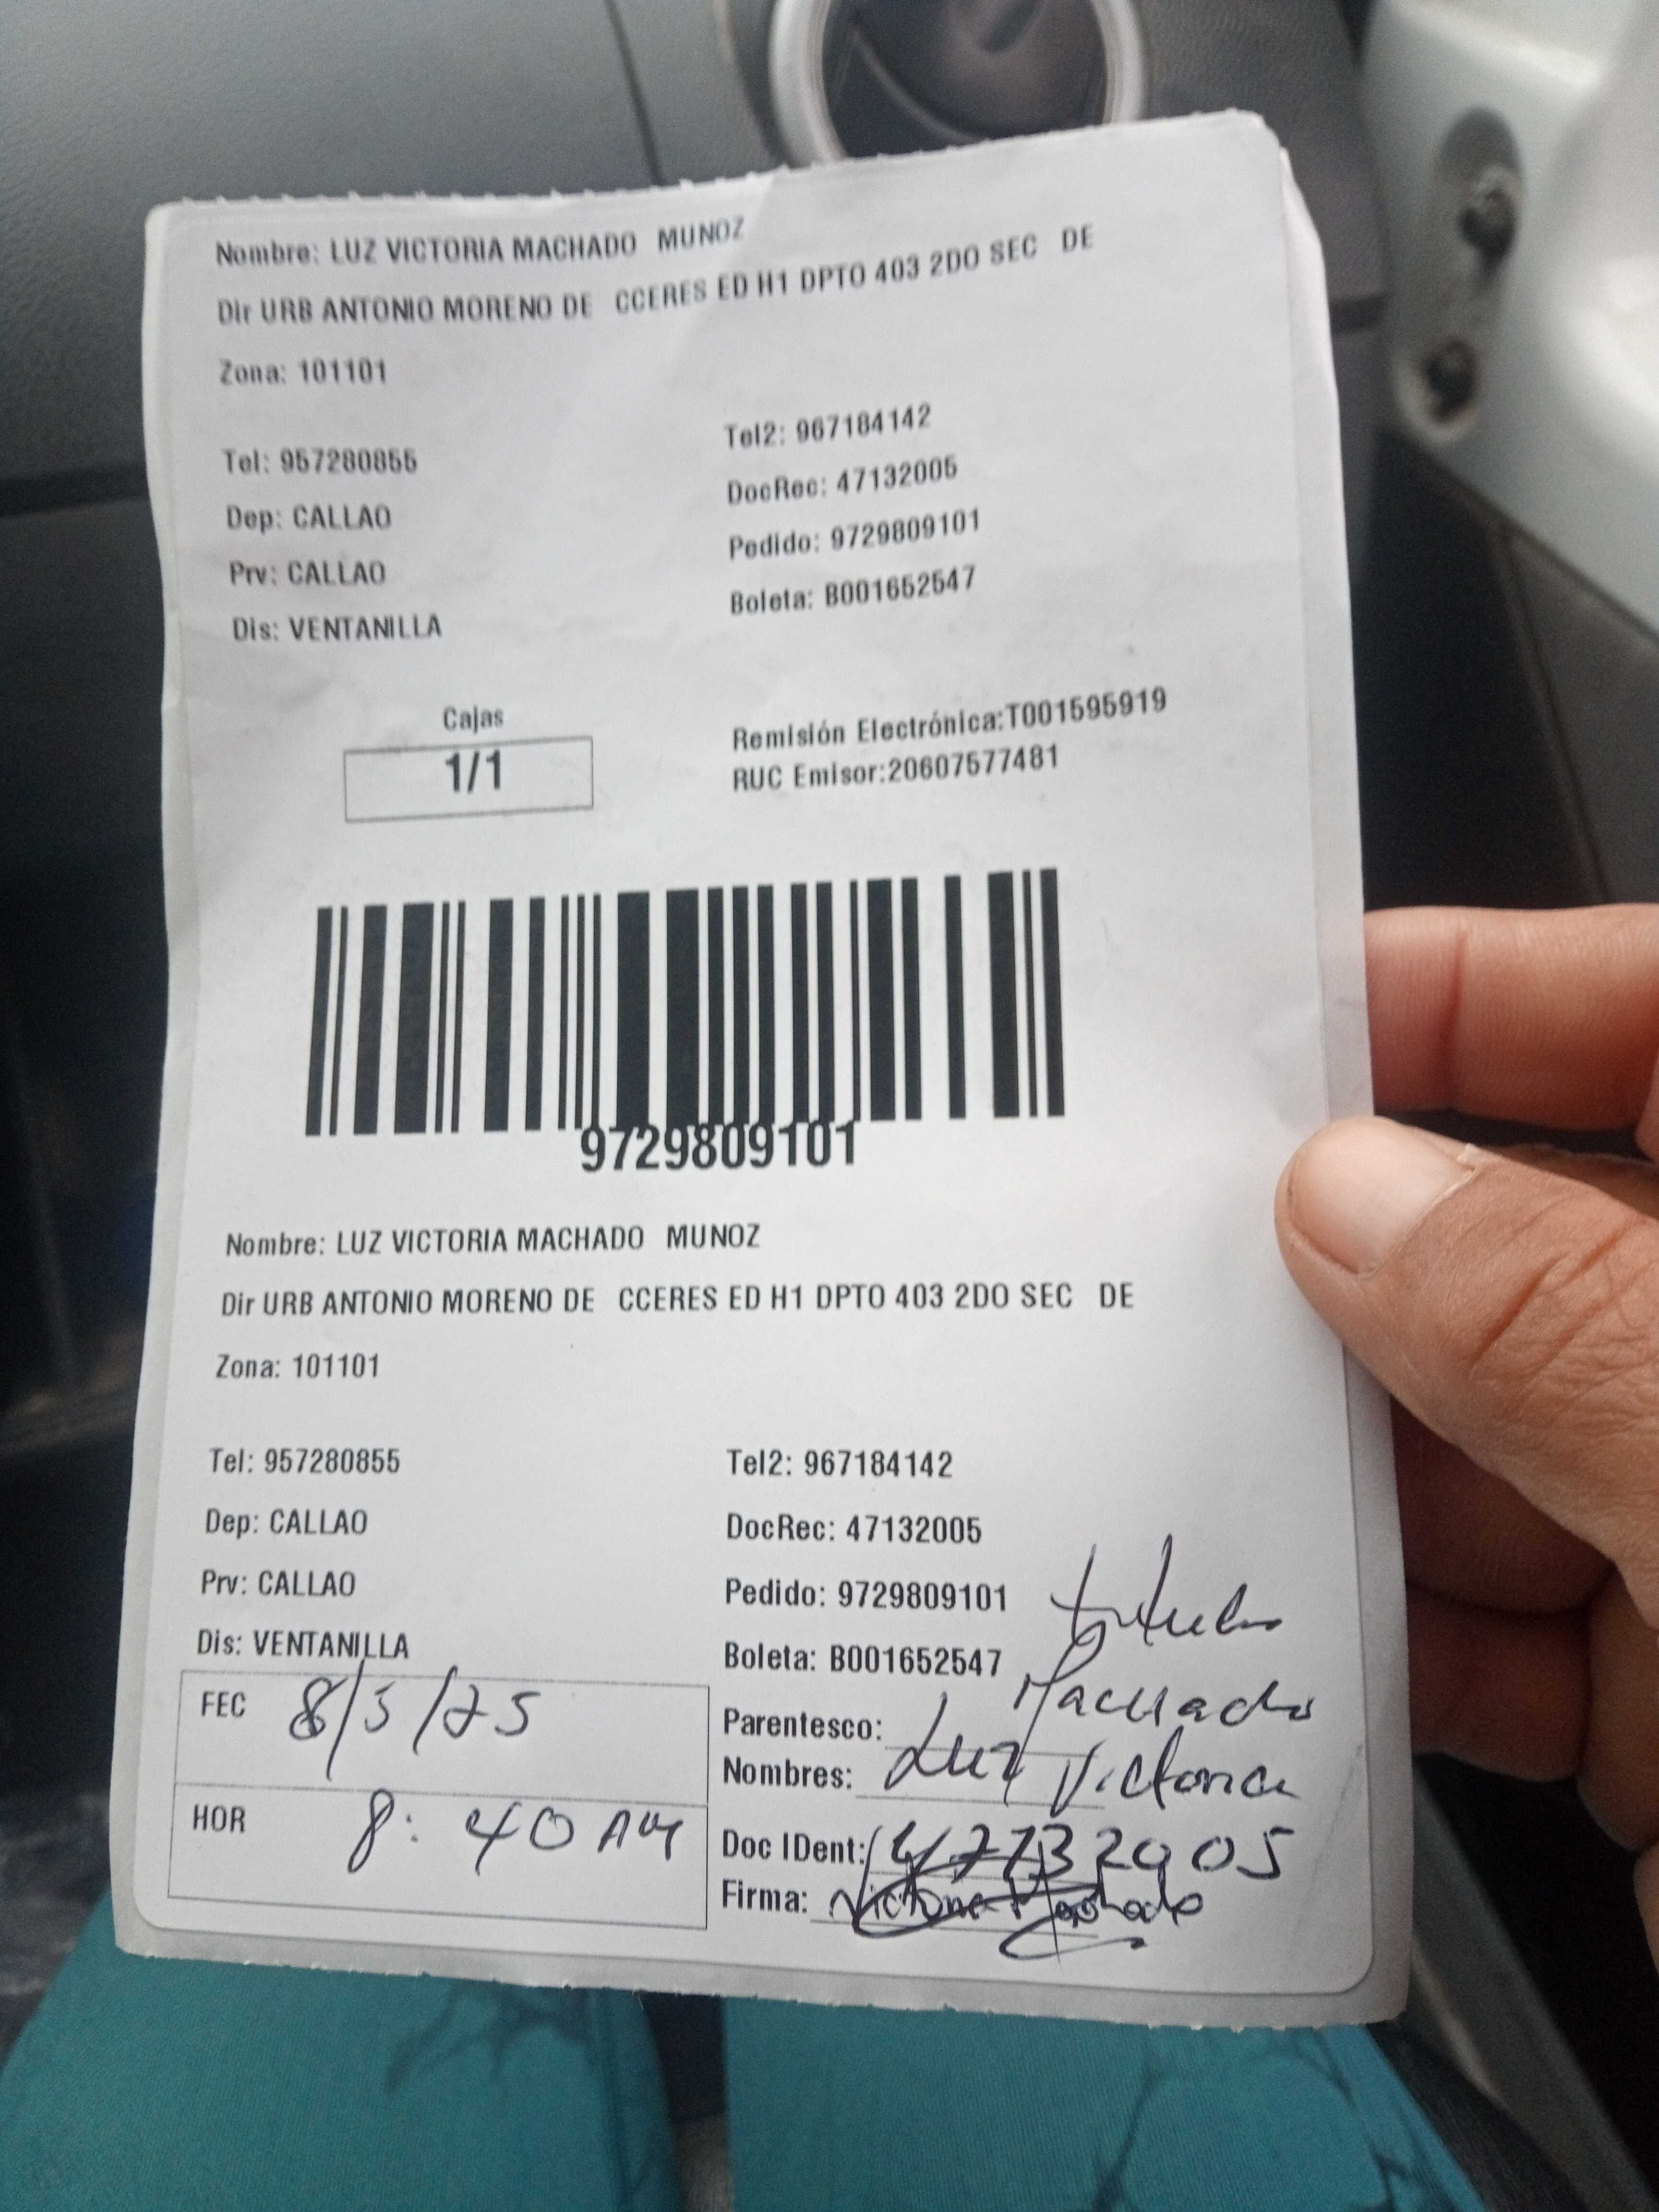 Nombre: LUZ VICTORIA MACHADO MUNOZ
Dir URB ANTONIO MORENO DE CCERES ED H1 DPTO 403 2DO SEC DE
Zona: 101101
Tel: 957280855 Tel2: 967184142
Dep: CALLAO DocRec: 47132005
Prv: CALLAO Pedido: 9729809101
Dis: VENTANILLA Boleta: B001652547
Cajas
1/1
Remisión Electrónica:T001595919
RUC Emisor:20607577481
9729809101
Nombre: LUZ VICTORIA MACHADO MUNOZ
Dir URB ANTONIO MORENO DE CCERES ED H1 DPTO 403 2DO SEC DE
Zona: 101101
Tel: 957280855 Tel2: 967184142
Dep: CALLAO DocRec: 47132005
Prv: CALLAO Pedido: 9729809101
Dis: VENTANILLA Boleta: B001652547
FEC 8/5/25
HOR 8:40 AM
Parentesco: Machado
Nombres: Luz Victoria
Doc IDent: 47132005
Firma: Victoria Machado